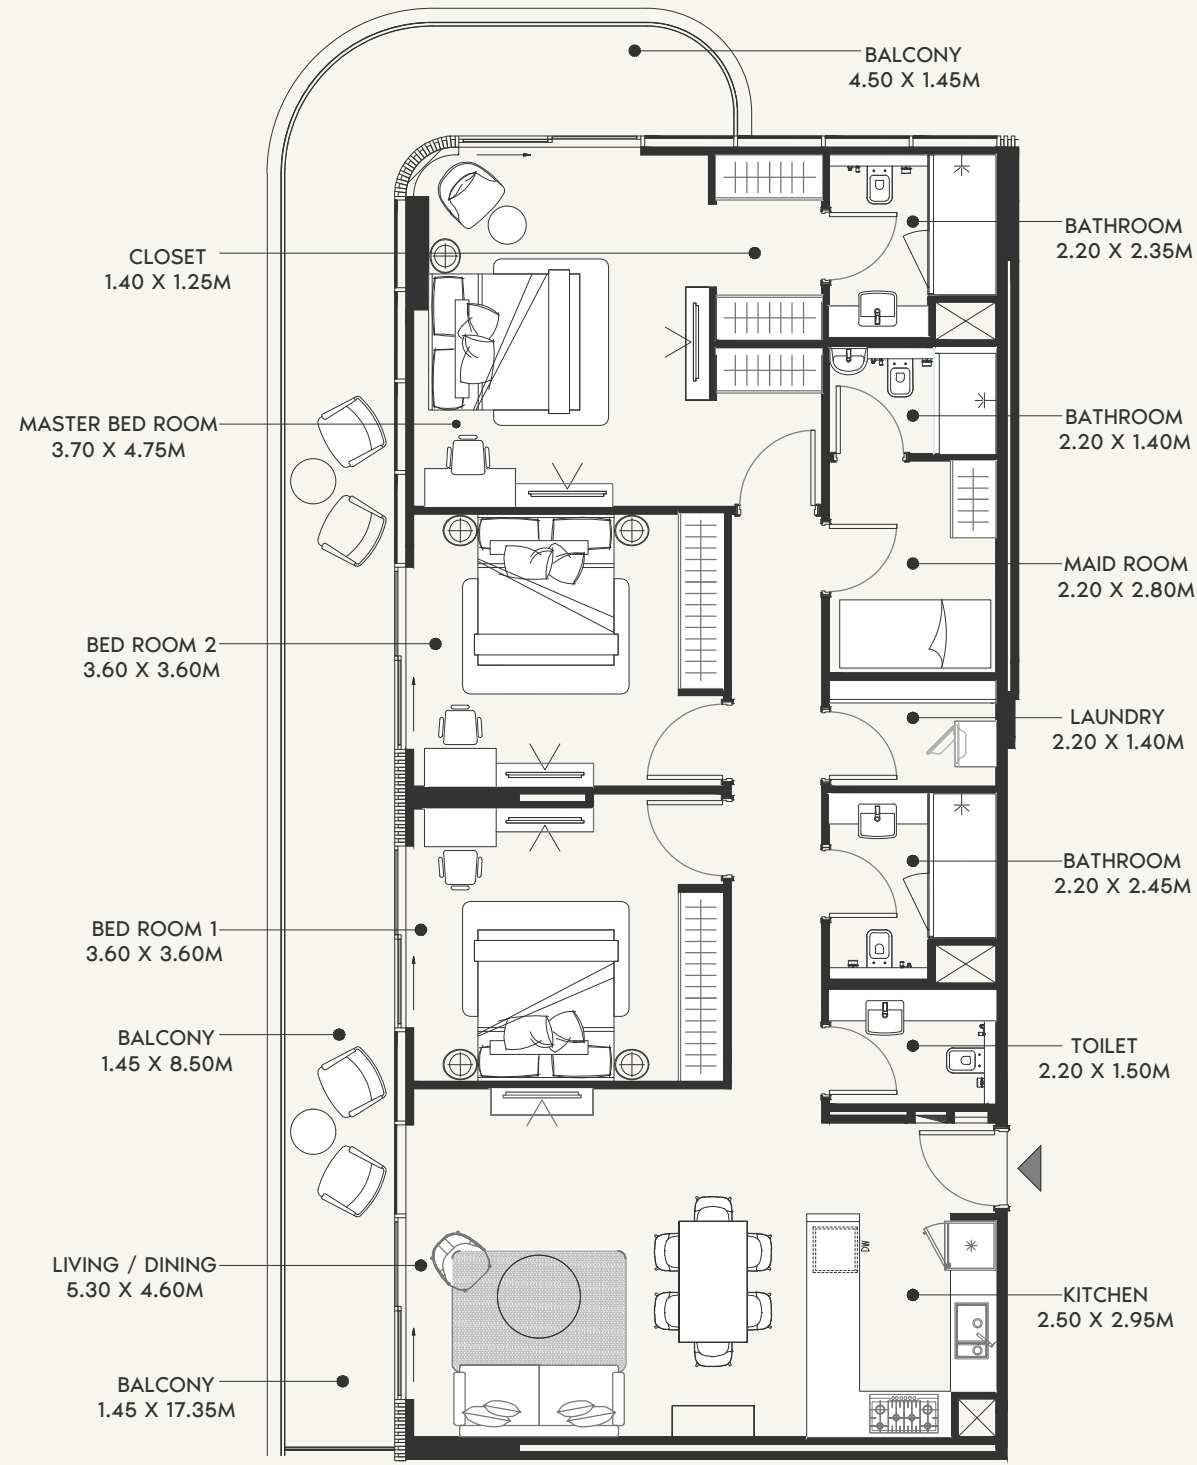 BALCONY
4.50 X 1.45M
BATHROOM
2.20 X 2.35M
CLOSET
1.40 X 1.25M
MASTER BED ROOM
3.70 X 4.75M
BATHROOM
2.20 X 1.40M
MAID ROOM
2.20 X 2.80M
BED ROOM 2
3.60 X 3.60M
LAUNDRY
2.20 X 1.40M
BATHROOM
2.20 X 2.45M
BED ROOM 1
3.60 X 3.60M
BALCONY
1.45 X 8.50M
TOILET
2.20 X 1.50M
DW
LIVING / DINING
5.30 X 4.60M
KITCHEN
2.50 X 2.95M
BALCONY
1.45 X 17.35M